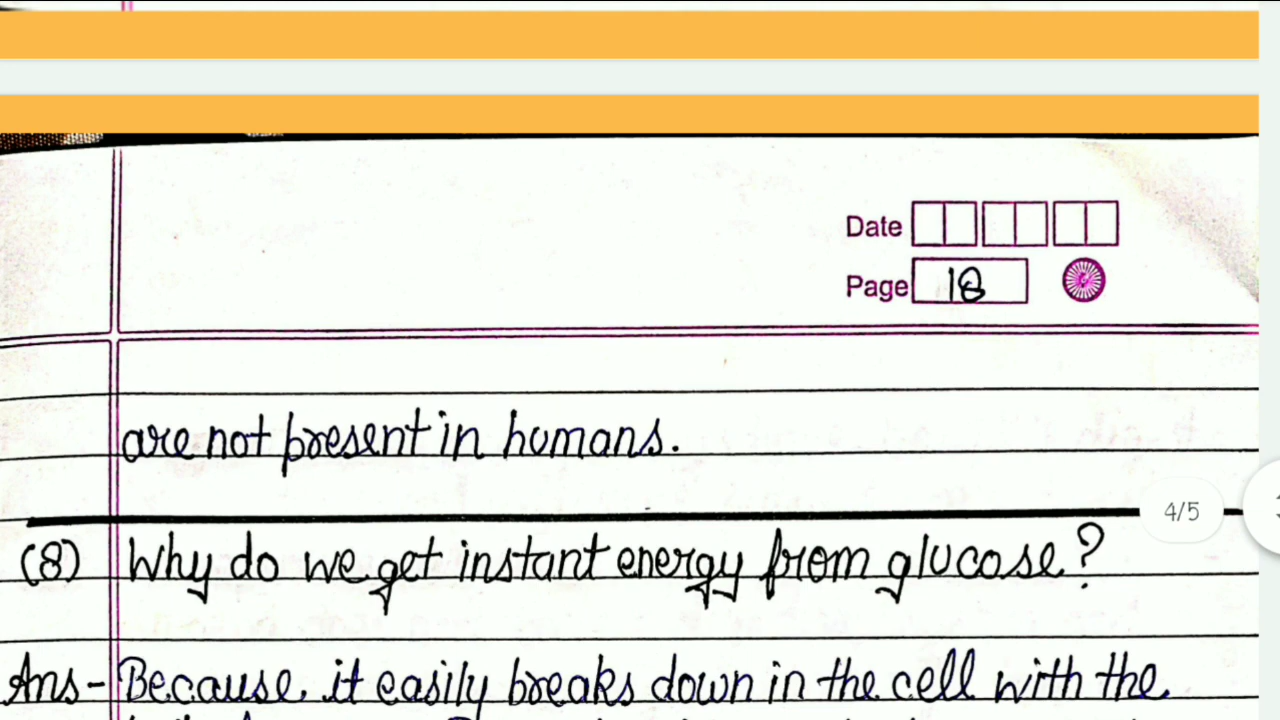 Date
Page 18
are not present in humans.
4/5
(8) Why do we get instant energy from glucose?
Ans- Because it easily breaks down in the cell with the